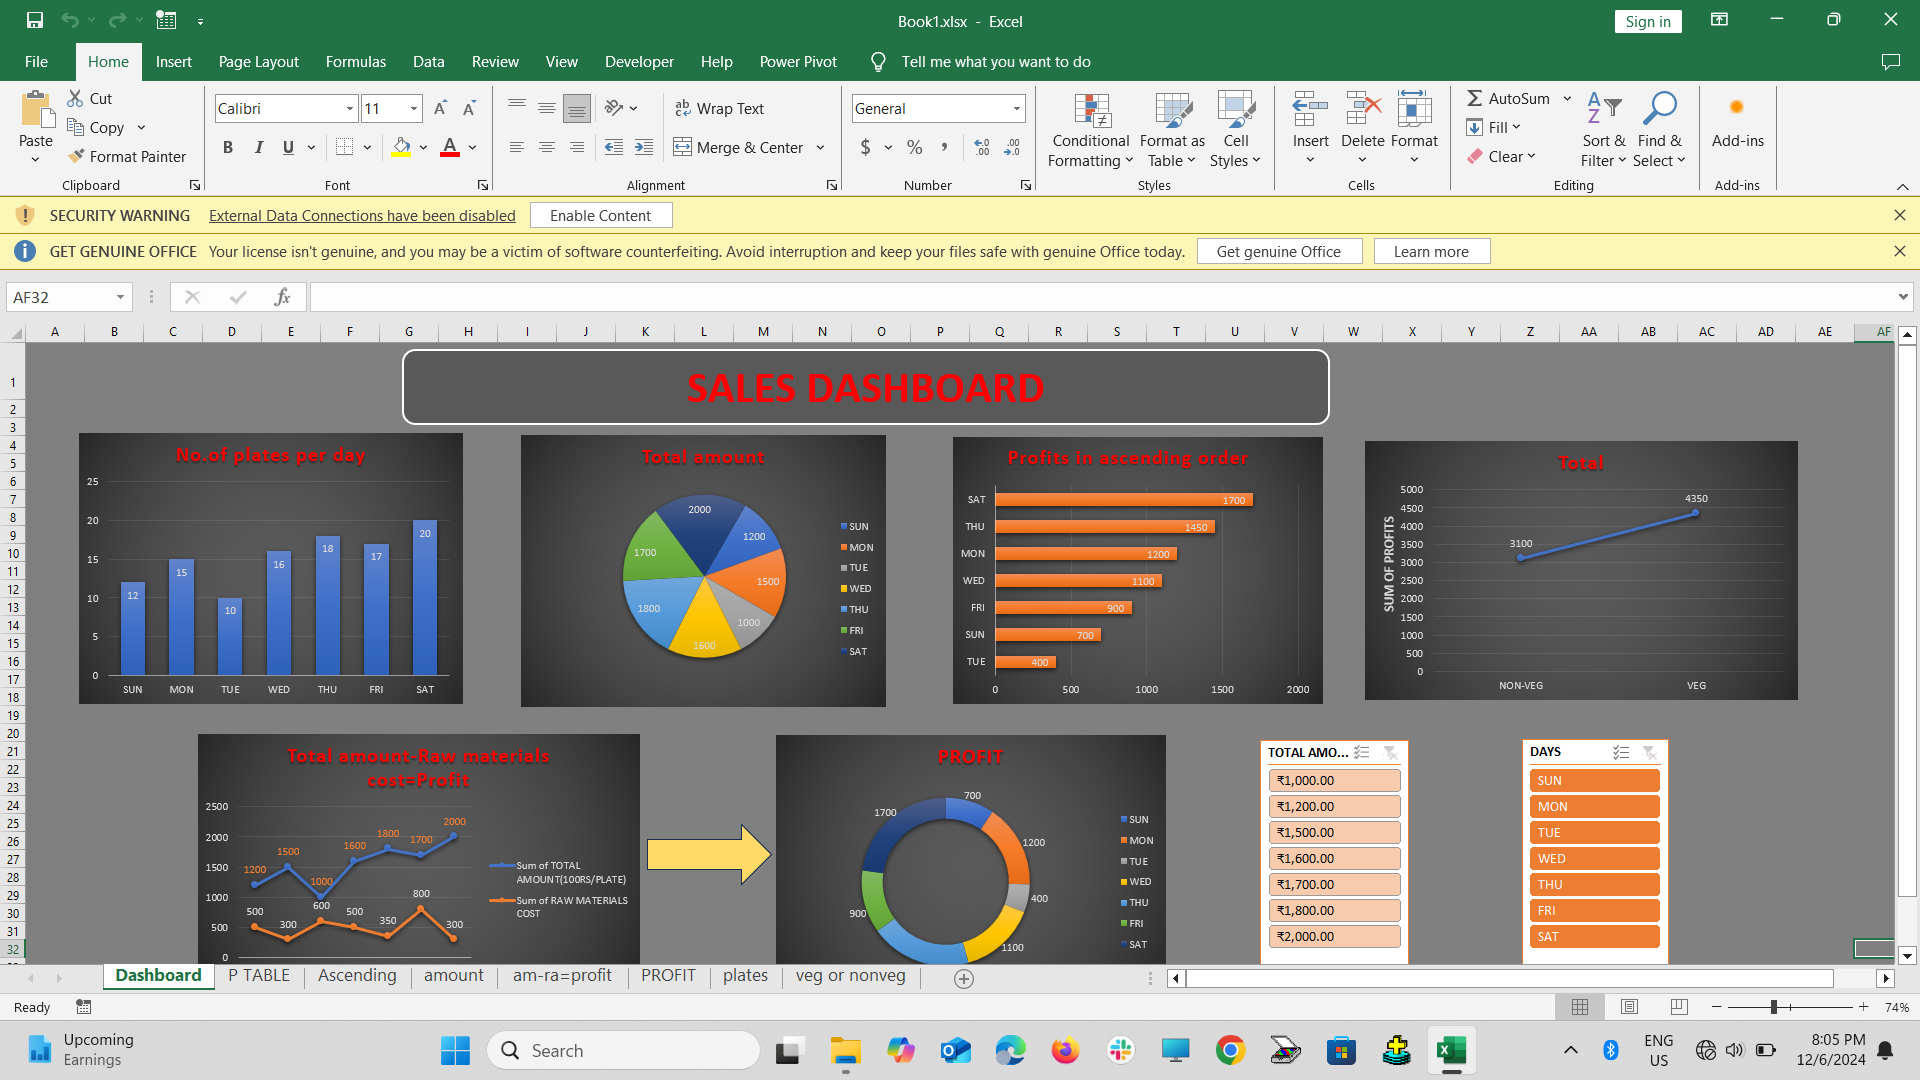 Book1.xlsx - Excel
Sign in
File Home Insert Page Layout Formulas Data Review View Developer Help Power Pivot Tell me what you want to do
Paste
Cut
Copy
Format Painter
Clipboard
Calibri 11
B I U
Font
Wrap Text
Merge & Center
Alignment
General
$ % ,
Number
Conditional Formatting
Format as Table
Cell Styles
Styles
Insert Delete Format
Cells
AutoSum
Fill
Clear
Sort & Filter
Find & Select
Editing
Add-ins
Add-ins
SECURITY WARNING External Data Connections have been disabled Enable Content
GET GENUINE OFFICE Your license isn't genuine, and you may be a victim of software counterfeiting. Avoid interruption and keep your files safe with genuine Office today. Get genuine Office Learn more
AF32 fx
A B C D E F G H I J K L M N O P Q R S T U V W X Y Z AA AB AC AD AE AF
1
2
3
4
5
6
7
8
9
10
11
12
13
14
15
16
17
18
19
20
21
22
23
24
25
26
27
28
29
30
31
32
SALES DASHBOARD
No.of plates per day
25
20
15
10
5
0
12 15 10 16 18 17 20
SUN MON TUE WED THU FRI SAT
Total amount
2000
1200
1500
1000
1600
1800
1700
SUN
MON
TUE
WED
THU
FRI
SAT
Profits in ascending order
SAT 1700
THU 1450
MON 1200
WED 1100
FRI 900
SUN 700
TUE 400
0 500 1000 1500 2000
Total
SUM OF PROFITS
5000
4500
4000
3500
3000
2500
2000
1500
1000
500
0
3100 4350
NON-VEG VEG
Total amount-Raw materials
cost=Profit
2500
2000
1500
1000
500
0
1200 1500 1000 1600 1800 1700 2000
500 300 600 500 350 800 300
Sum of TOTAL
AMOUNT(100RS/PLATE)
Sum of RAW MATERIALS
COST
PROFIT
700
1200
400
1100
900
1700
SUN
MON
TUE
WED
THU
FRI
SAT
TOTAL AMO...
₹1,000.00
₹1,200.00
₹1,500.00
₹1,600.00
₹1,700.00
₹1,800.00
₹2,000.00
DAYS
SUN
MON
TUE
WED
THU
FRI
SAT
Dashboard P TABLE Ascending amount am-ra=profit PROFIT plates veg or nonveg
Ready
74%
Upcoming
Earnings
Search
ENG
US
8:05 PM
12/6/2024